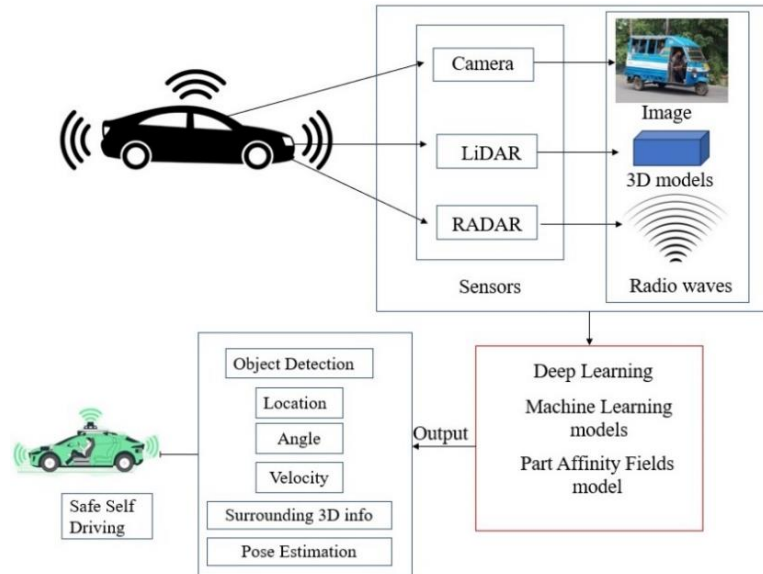 Camera
Image
LiDAR
3D models
RADAR
Radio waves
Sensors
Deep Learning
Machine Learning
models
Part Affinity Fields
model
Output
Object Detection
Location
Angle
Velocity
Surrounding 3D info
Pose Estimation
Safe Self
Driving